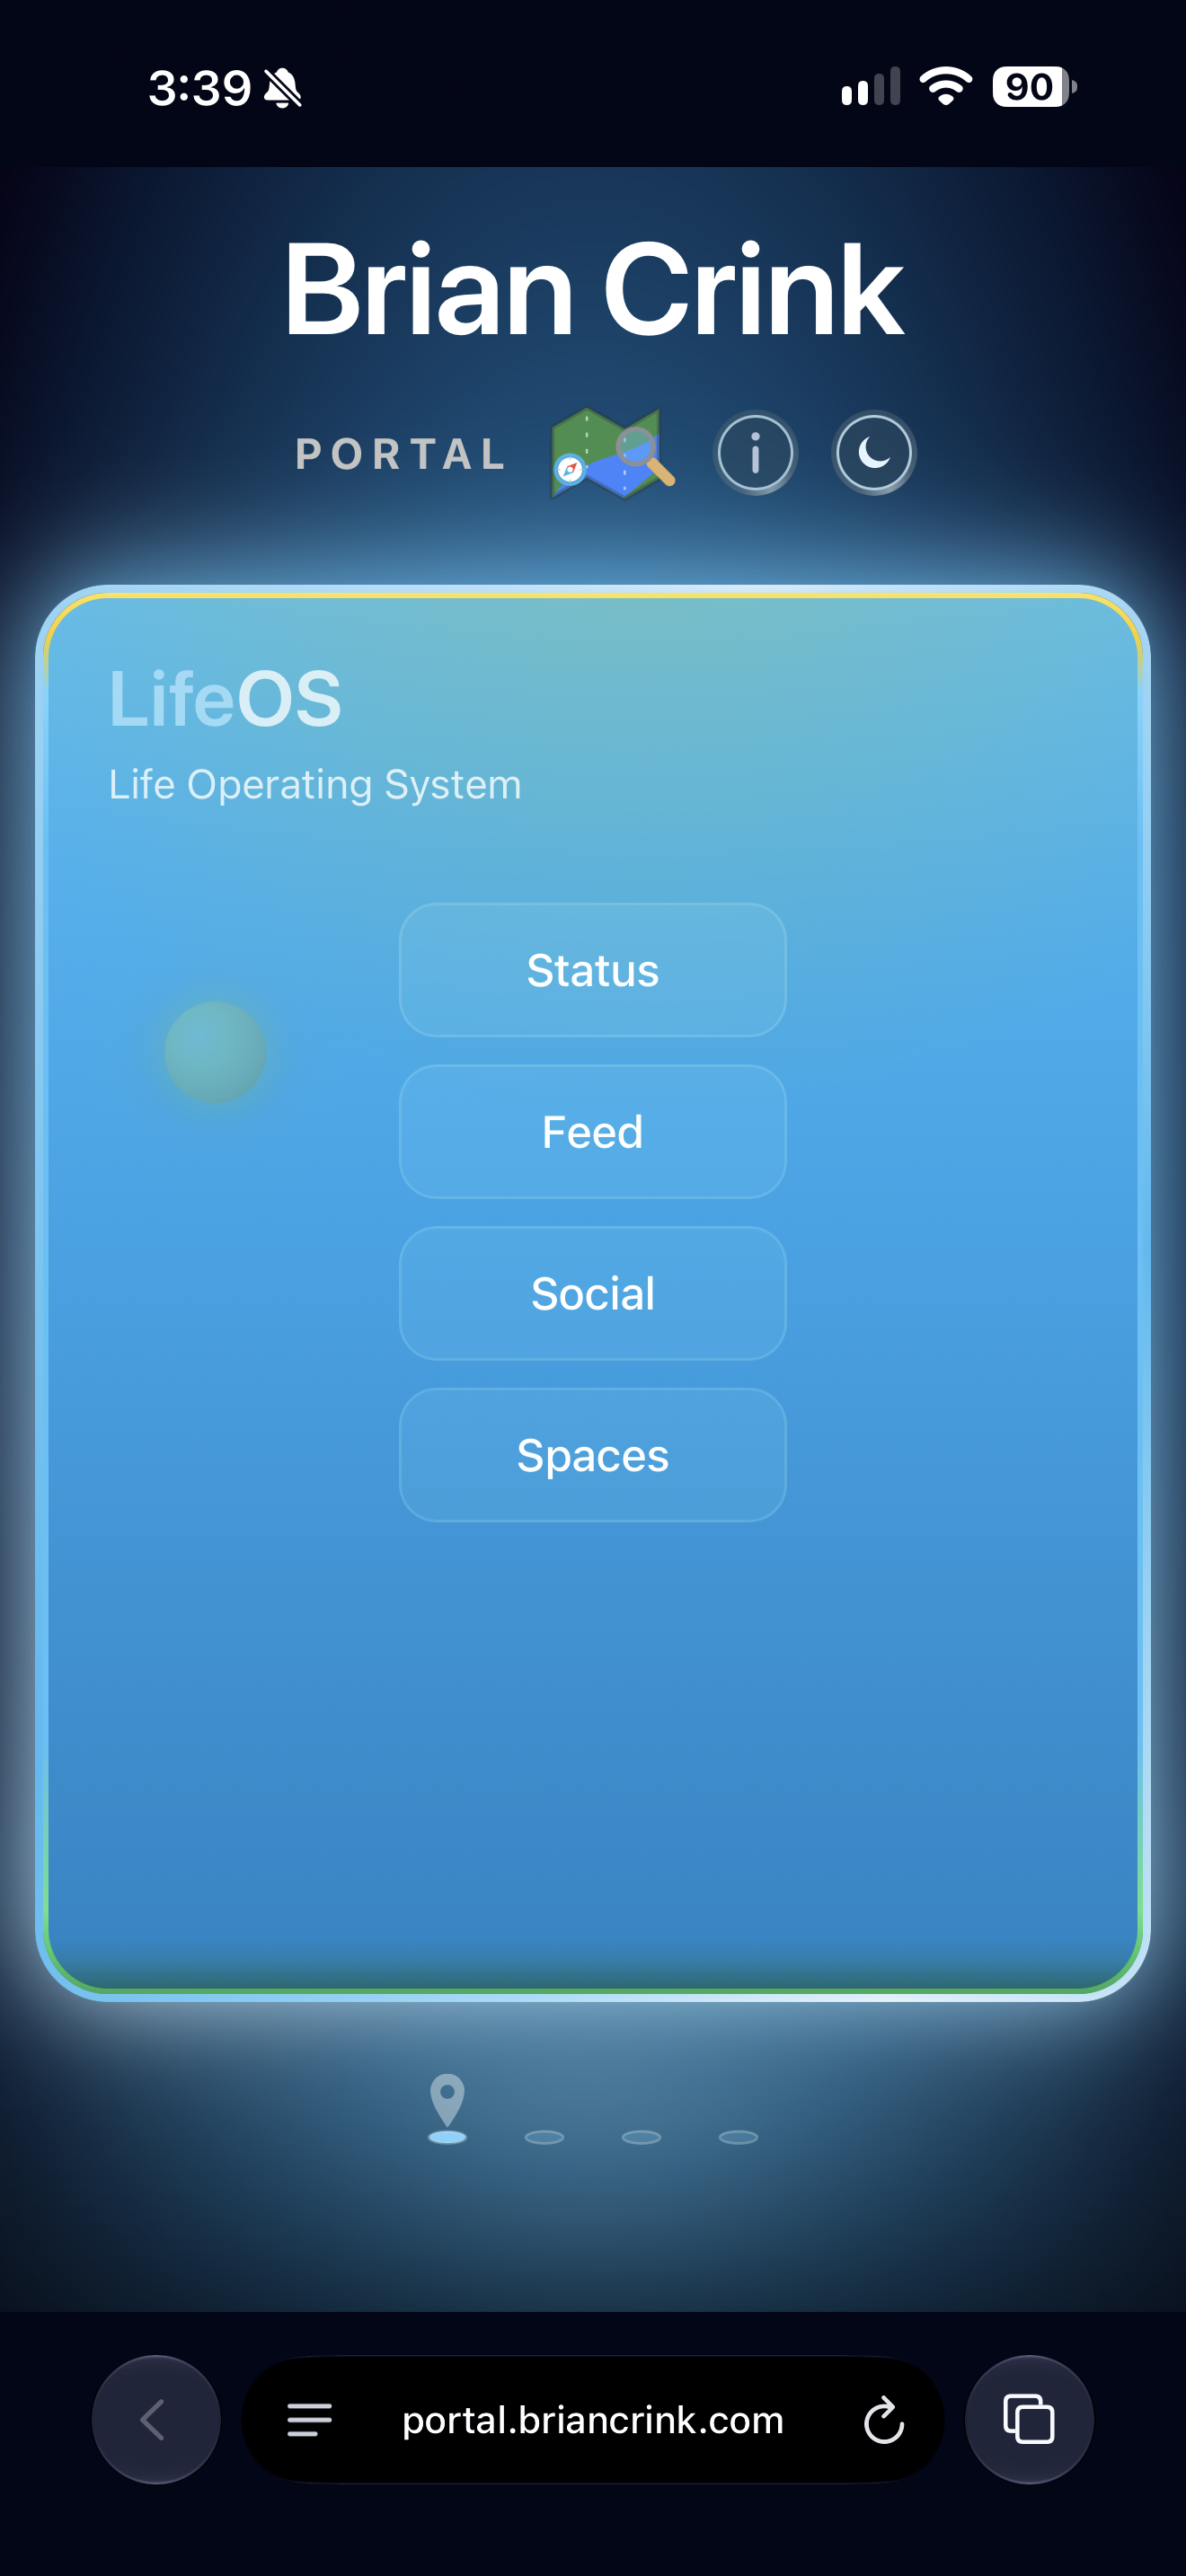 3:39
90
Brian Crink
PORTAL
LifeOS
Life Operating System
Status
Feed
Social
Spaces
portal.briancrink.com